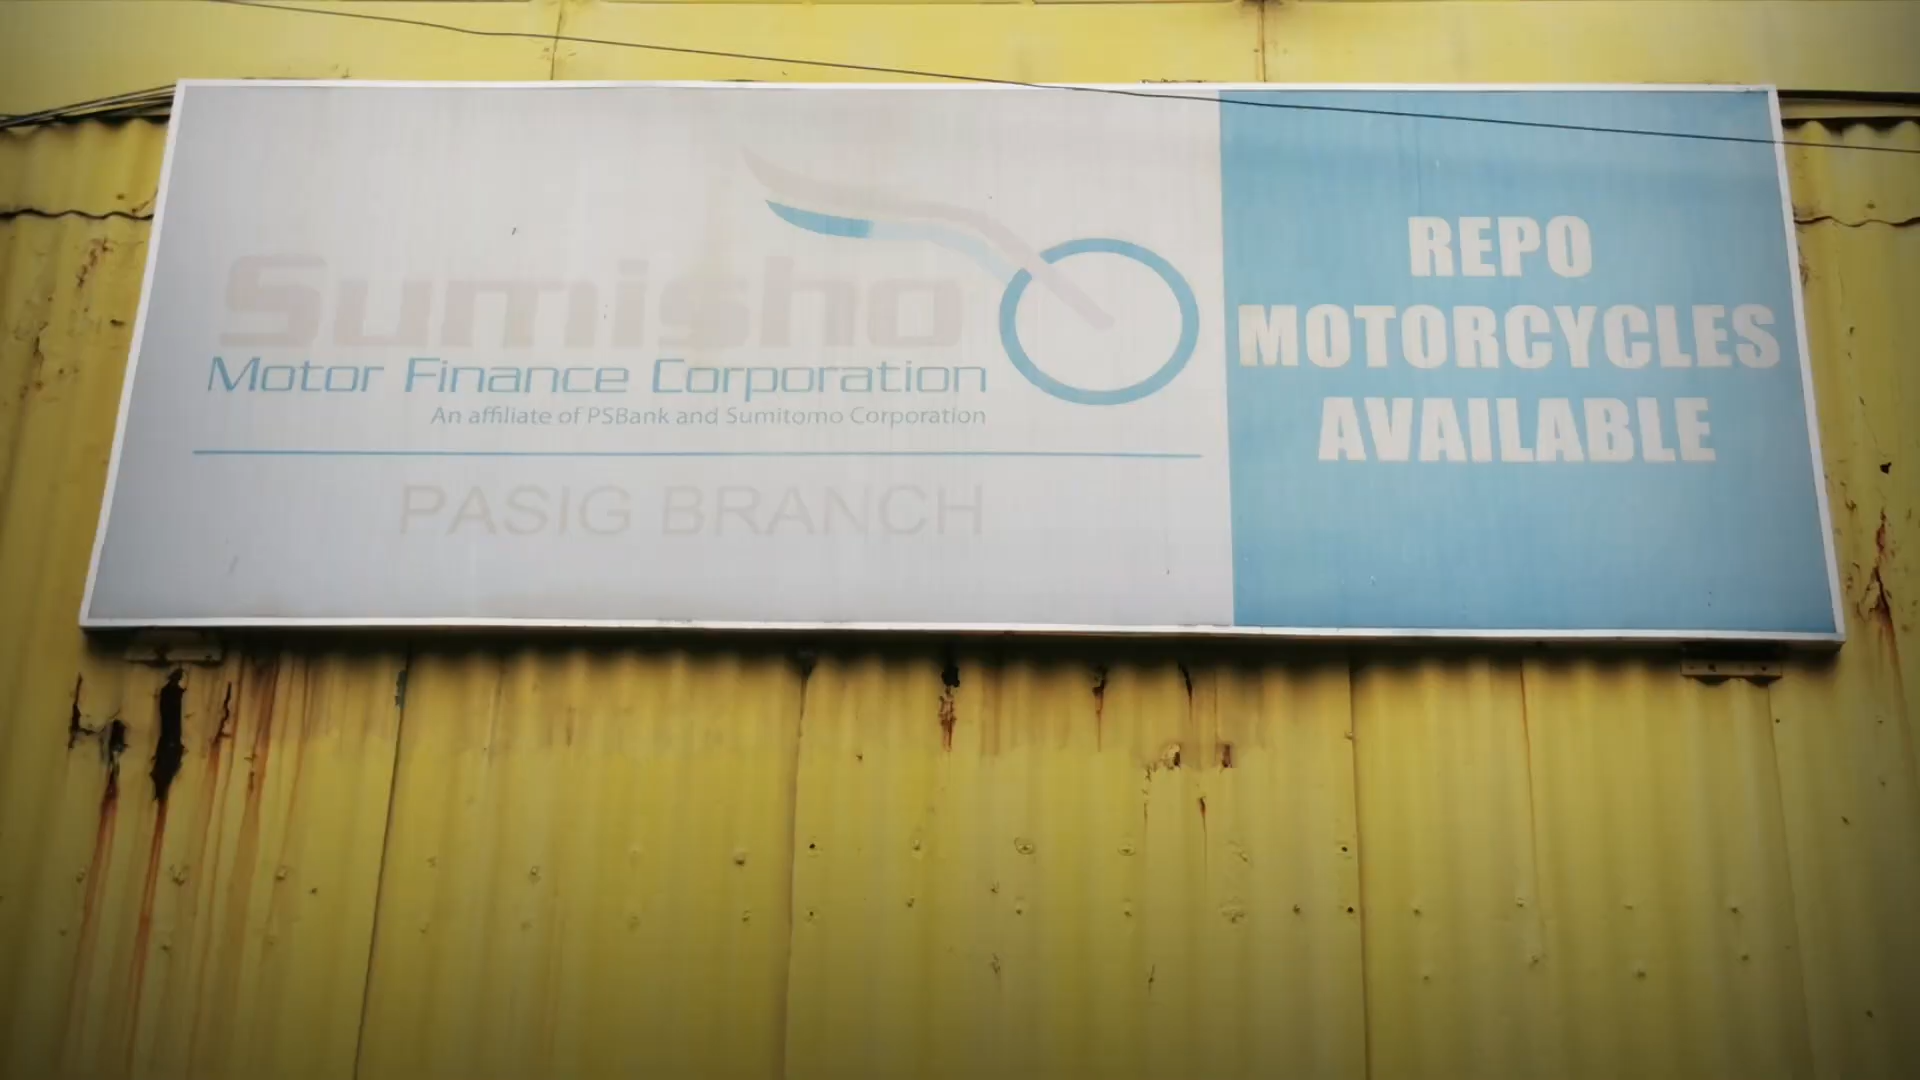 Sumisho
Motor Finance Corporation
An affiliate of PSBank and Sumitomo Corporation
PASIG BRANCH
REPO
MOTORCYCLES
AVAILABLE